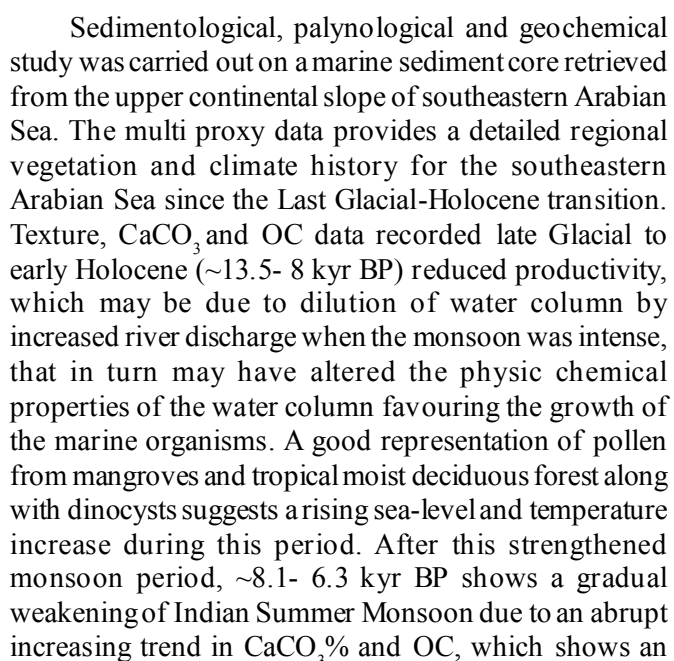 Sedimentological, palynological and geochemical
study was carried out on a marine sediment core retrieved
from the upper continental slope of southeastern Arabian
Sea. The multi proxy data provides a detailed regional
vegetation and climate history for the southeastern
Arabian Sea since the Last Glacial-Holocene transition.
Texture, CaCO₃ and OC data recorded late Glacial to
early Holocene (~13.5- 8 kyr BP) reduced productivity,
which may be due to dilution of water column by
increased river discharge when the monsoon was intense,
that in turn may have altered the physic chemical
properties of the water column favouring the growth of
the marine organisms. A good representation of pollen
from mangroves and tropical moist deciduous forest along
with dinocysts suggests a rising sea-level and temperature
increase during this period. After this strengthened
monsoon period, ~8.1- 6.3 kyr BP shows a gradual
weakening of Indian Summer Monsoon due to an abrupt
increasing trend in CaCO₃% and OC, which shows an